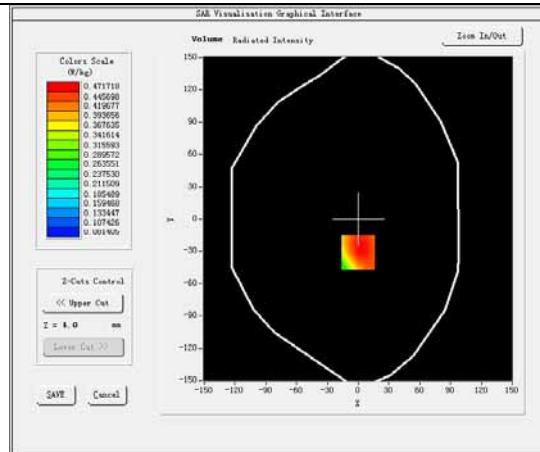 SAR Visualisation Graphical Interface
Volume Radiated Intensity
Zoom In/Out
Colors Scale
(W/kg)
0.471718
0.445698
0.419677
0.393656
0.367635
0.341614
0.315593
0.289572
0.263551
0.237530
0.211509
0.185489
0.159468
0.133447
0.107426
0.081405
150
120
90
60
30
0
-30
-60
-90
-120
-150
Y
-150 -120 -90 -60 -30 0 30 60 90 120 150
X
Z-Cuts Control
<< Upper Cut
Z = 4.0 mm
Lower Cut >>
SAVE Cancel